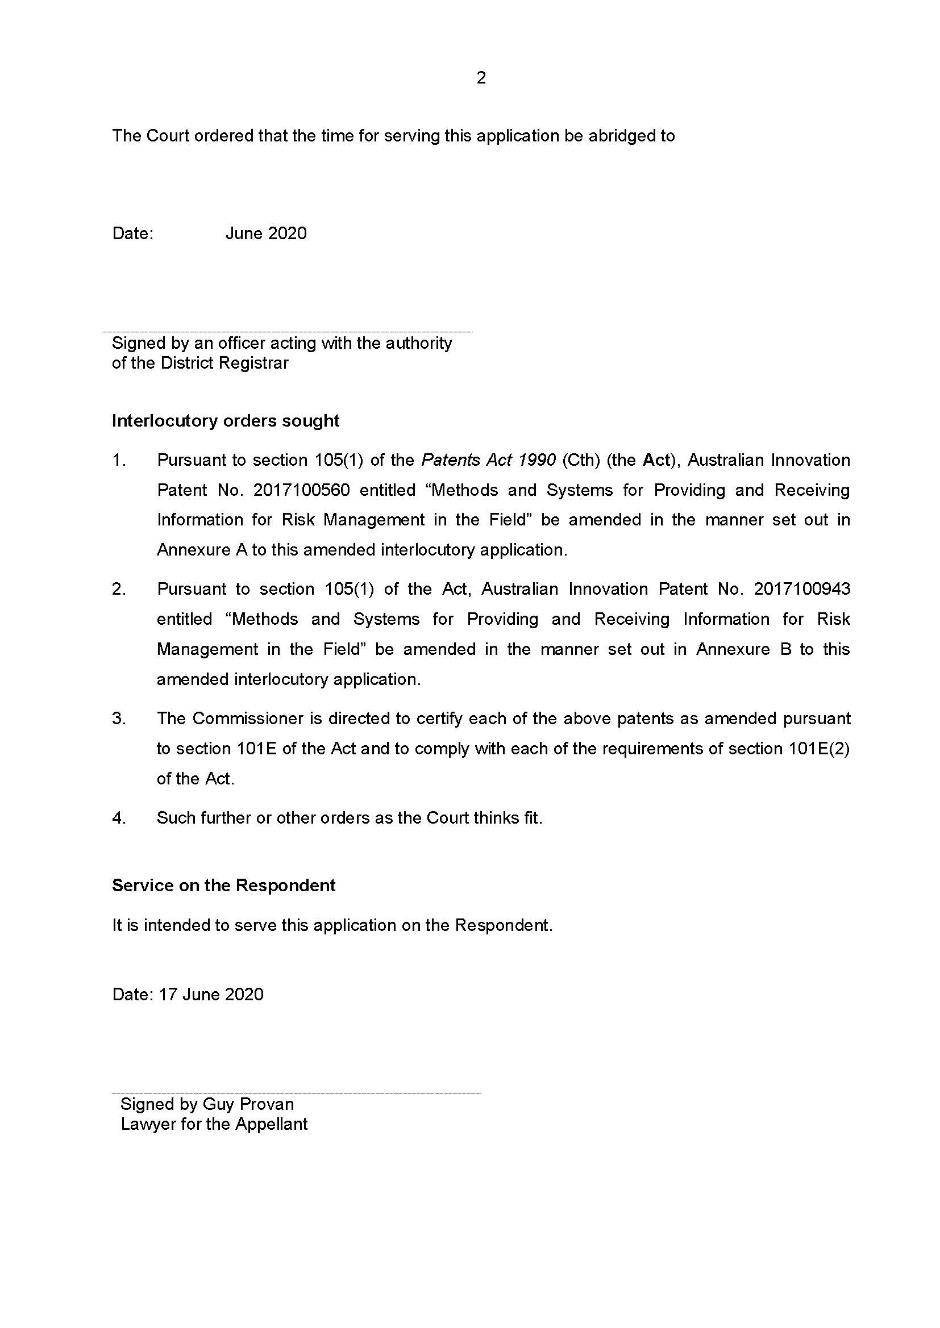 2
The Court ordered that the time for serving this application be abridged to
Date: June 2020
Signed by an officer acting with the authority
of the District Registrar
Interlocutory orders sought
1. Pursuant to section 105(1) of the Patents Act 1990 (Cth) (the Act), Australian Innovation
Patent No. 2017100560 entitled “Methods and Systems for Providing and Receiving
Information for Risk Management in the Field” be amended in the manner set out in
Annexure A to this amended interlocutory application.
2. Pursuant to section 105(1) of the Act, Australian Innovation Patent No. 2017100943
entitled “Methods and Systems for Providing and Receiving Information for Risk
Management in the Field” be amended in the manner set out in Annexure B to this
amended interlocutory application.
3. The Commissioner is directed to certify each of the above patents as amended pursuant
to section 101E of the Act and to comply with each of the requirements of section 101E(2)
of the Act.
4. Such further or other orders as the Court thinks fit.
Service on the Respondent
It is intended to serve this application on the Respondent.
Date: 17 June 2020
Signed by Guy Provan
Lawyer for the Appellant